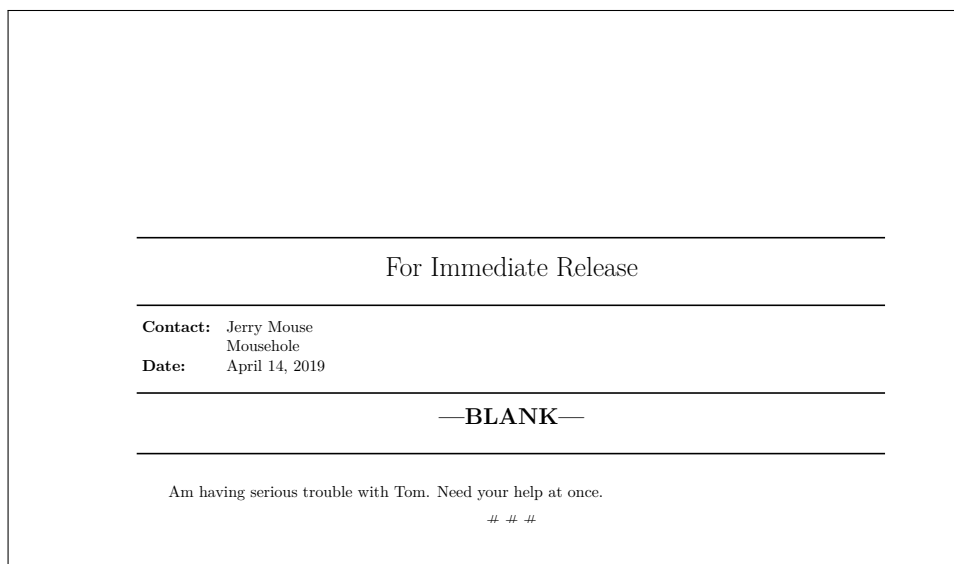 For Immediate Release
Contact: Jerry Mouse
Mousehole
Date: April 14, 2019
—BLANK—
Am having serious trouble with Tom. Need your help at once.
# # #